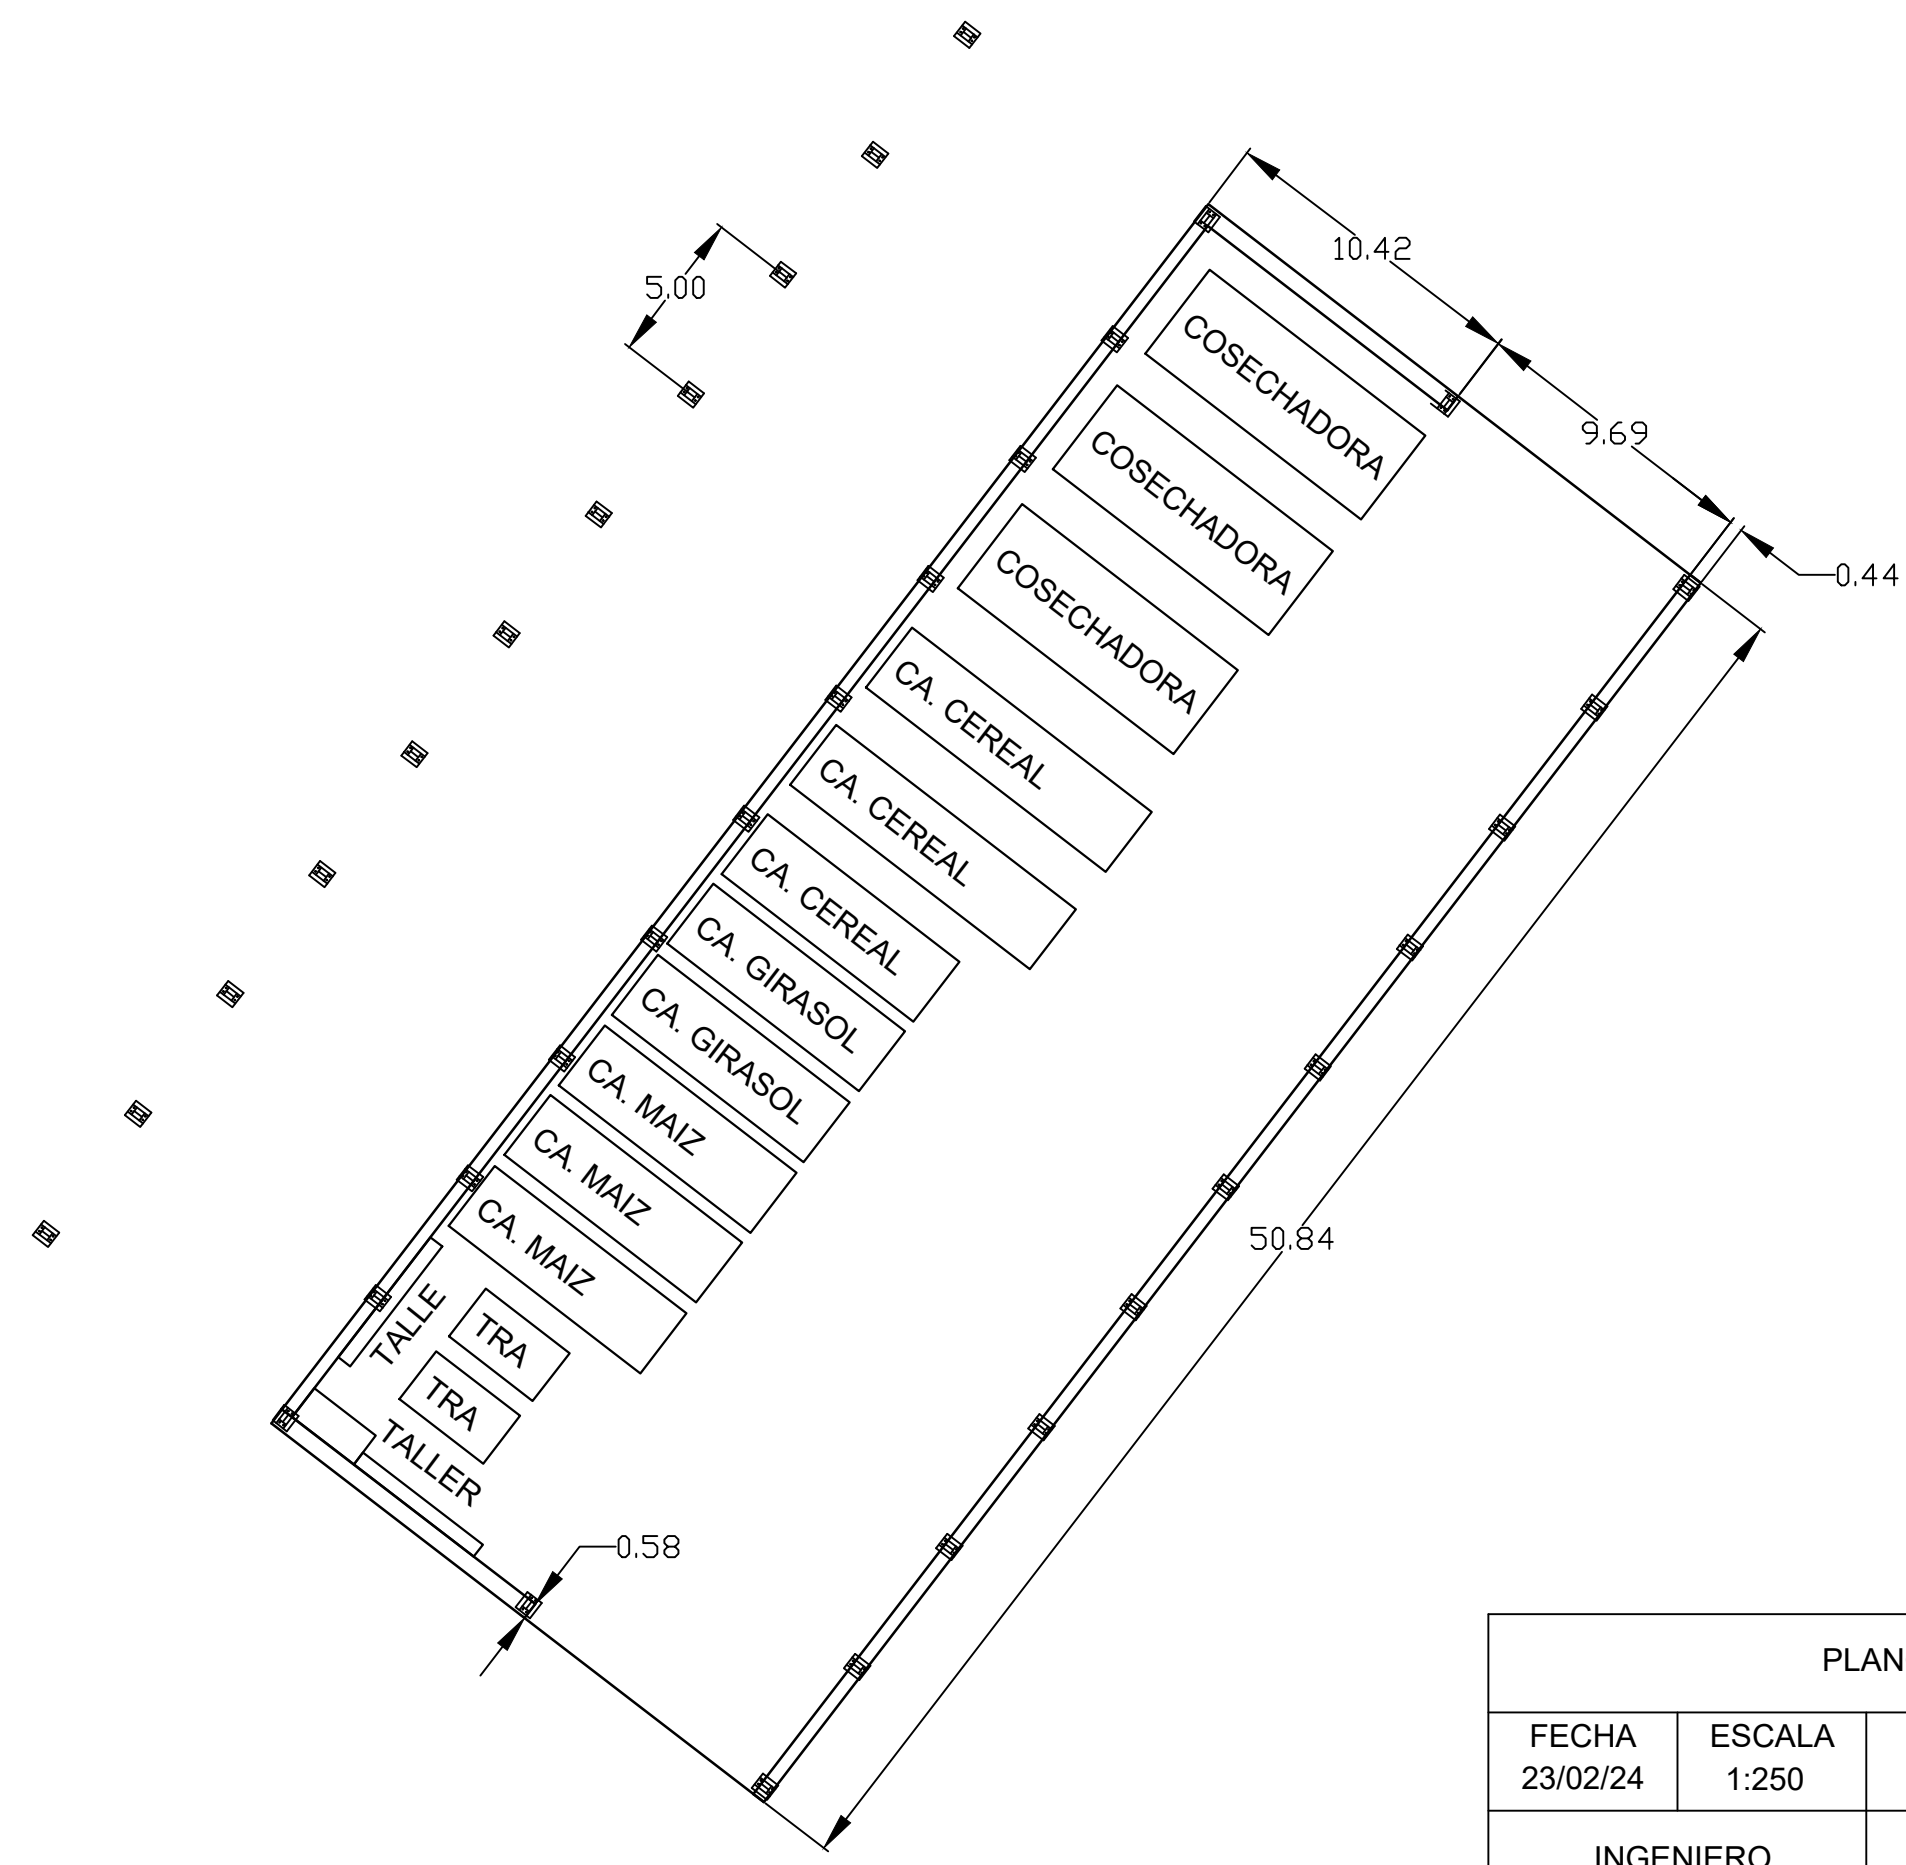 10.42
5.00
9.69
0.44
COSECHADORA
COSECHADORA
COSECHADORA
CA. CEREAL
CA. CEREAL
CA. CEREAL
CA. GIRASOL
CA. GIRASOL
CA. MAIZ
CA. MAIZ
CA. MAIZ
50.84
TALLE
TRA
TRA
TALLER
0.58
PLAN
FECHA
23/02/24
ESCALA
1:250
INGENIERO